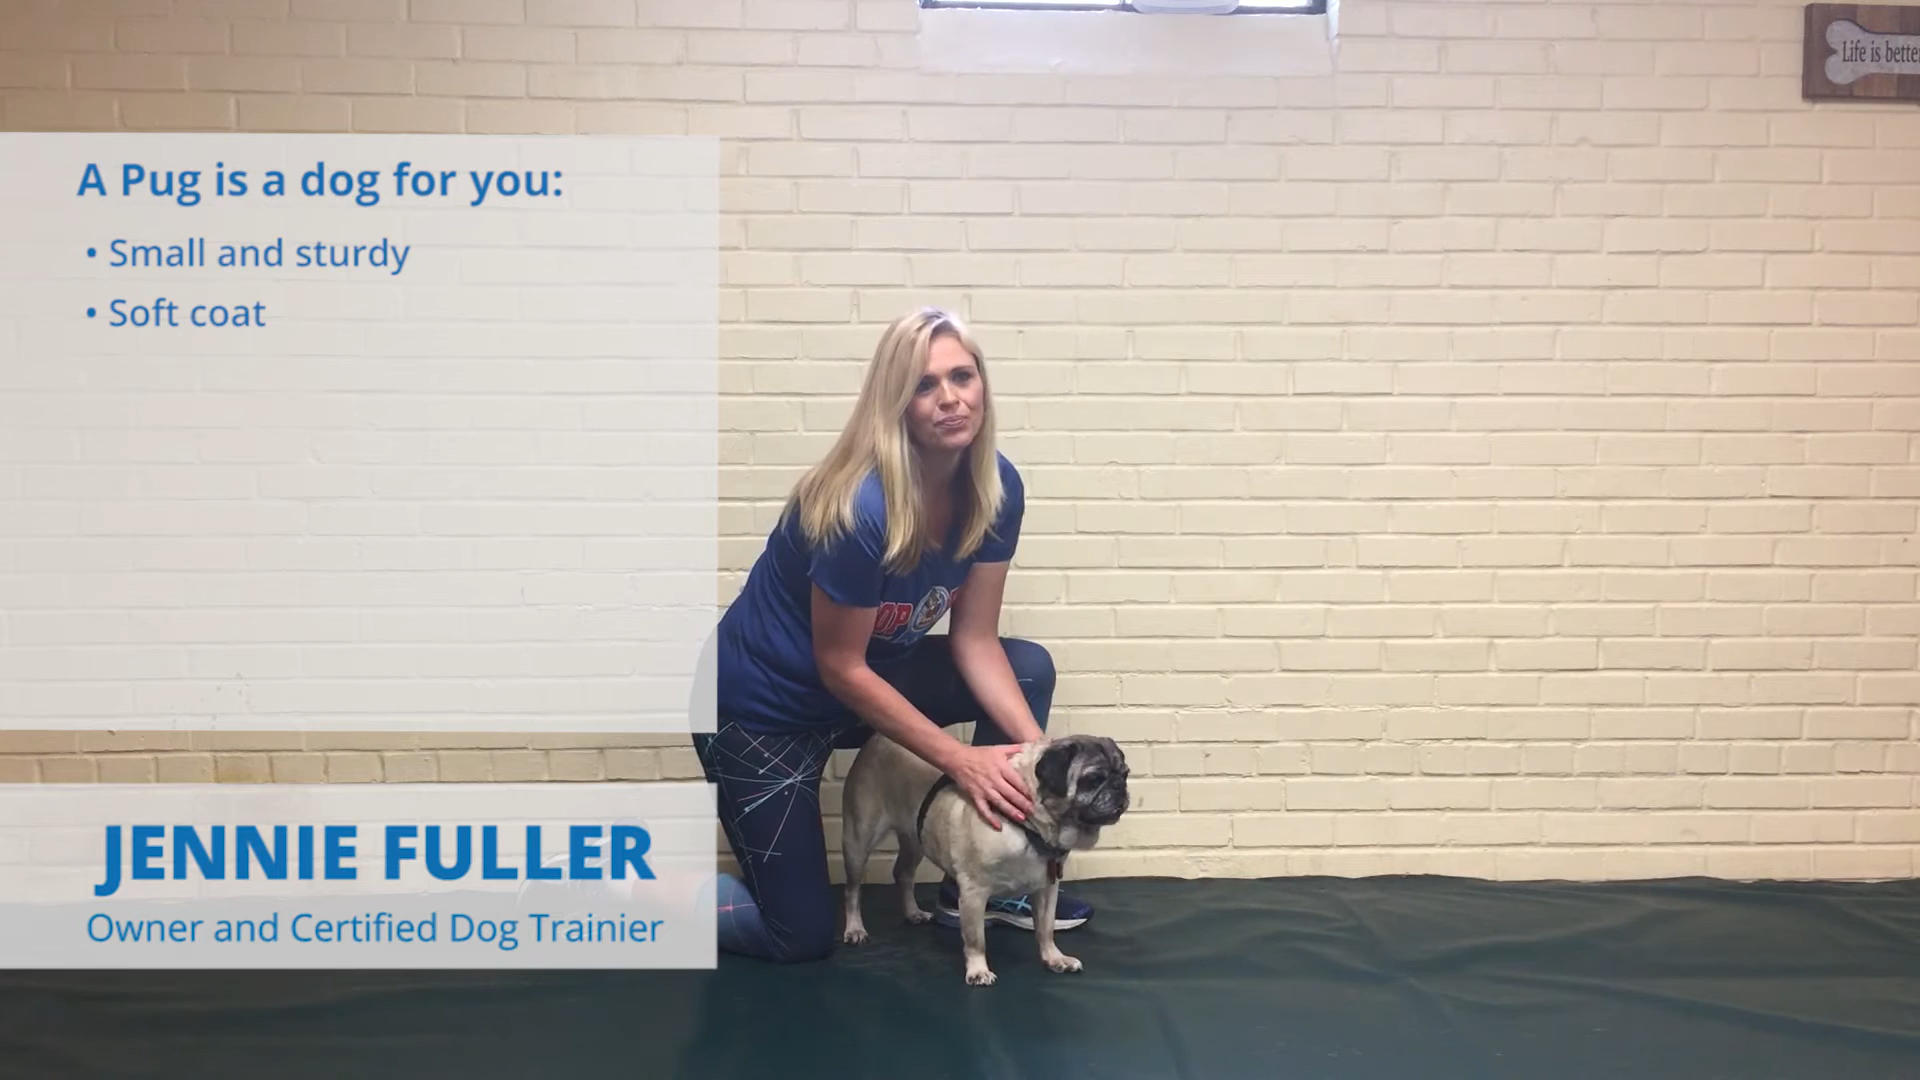 Life is bette
A Pug is a dog for you:
• Small and sturdy
• Soft coat
OP
JENNIE FULLER
Owner and Certified Dog Trainier